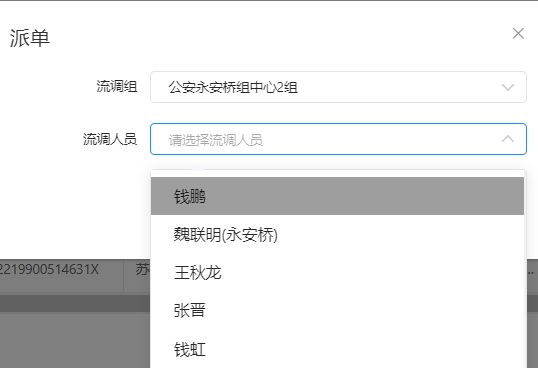 派单
流调组 公安永安桥组中心2组
流调人员 请选择流调人员
钱鹏
2219900514631X 苏
魏联明(永安桥)
王秋龙
张晋
钱虹